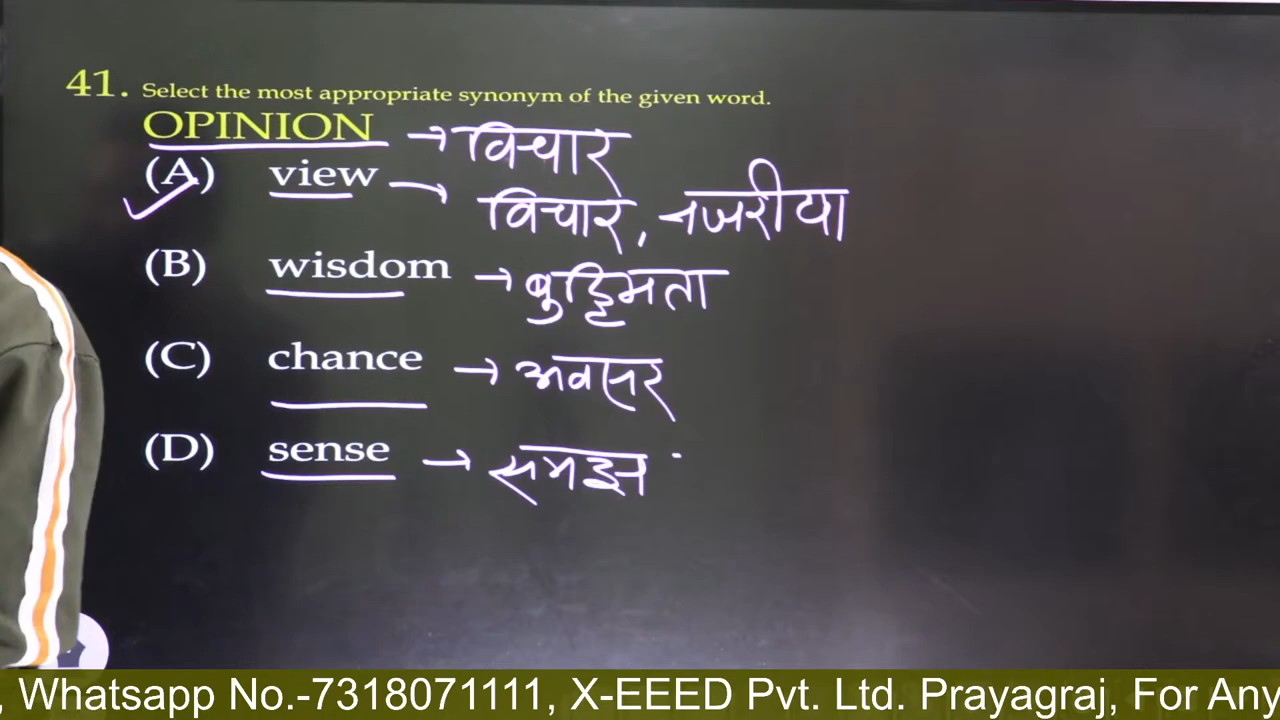 41. Select the most appropriate synonym of the given word.
OPINION → विचार
(A) view → विचार, नजरीया
(B) wisdom → बुद्दिमता
(C) chance → अवसर
(D) sense → समझ
, Whatsapp No.-7318071111, X-EEED Pvt. Ltd. Prayagraj, For Any